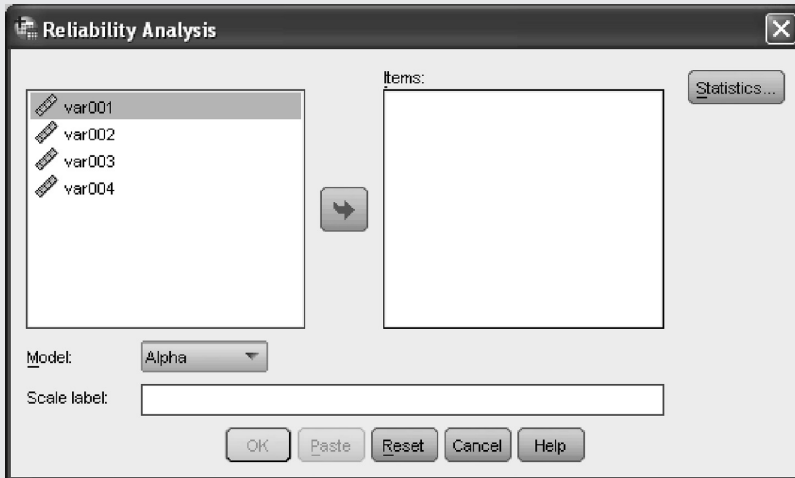 Reliability Analysis
Items:
Statistics...
var001
var002
var003
var004
Model:
Alpha
Scale label:
OK
Paste
Reset
Cancel
Help